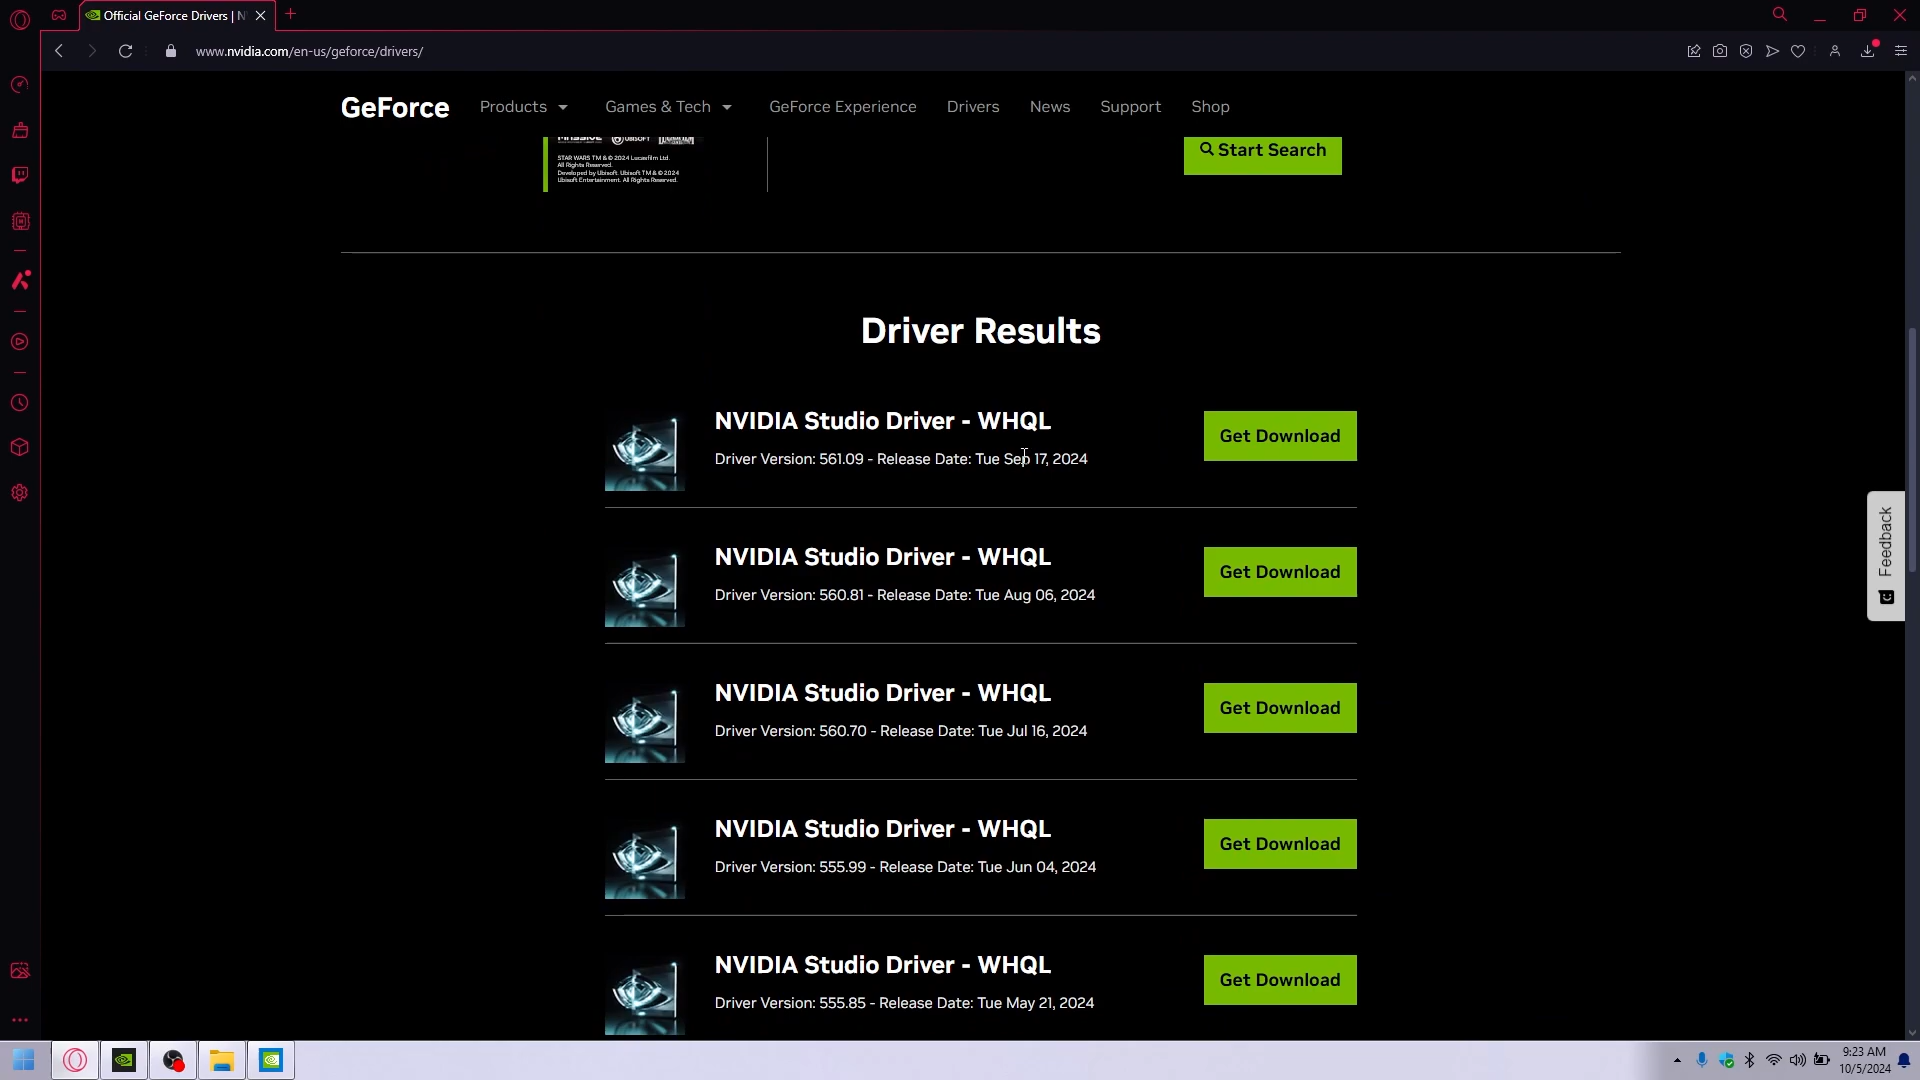 Official GeForce Drivers | N
www.nvidia.com/en-us/geforce/drivers/
GeForce Products Games & Tech GeForce Experience Drivers News Support Shop
MASSIVE UBISOFT
STAR WARS TM & © 2024 Lucasfilm Ltd.
All Rights Reserved.
Developed by Ubisoft. Ubisoft TM & © 2024
Ubisoft Entertainment. All Rights Reserved.
Start Search
Driver Results
NVIDIA Studio Driver - WHQL
Driver Version: 561.09 - Release Date: Tue Sep 17, 2024
Get Download
NVIDIA Studio Driver - WHQL
Driver Version: 560.81 - Release Date: Tue Aug 06, 2024
Get Download
NVIDIA Studio Driver - WHQL
Driver Version: 560.70 - Release Date: Tue Jul 16, 2024
Get Download
NVIDIA Studio Driver - WHQL
Driver Version: 555.99 - Release Date: Tue Jun 04, 2024
Get Download
NVIDIA Studio Driver - WHQL
Driver Version: 555.85 - Release Date: Tue May 21, 2024
Get Download
Feedback
9:23 AM
10/5/2024